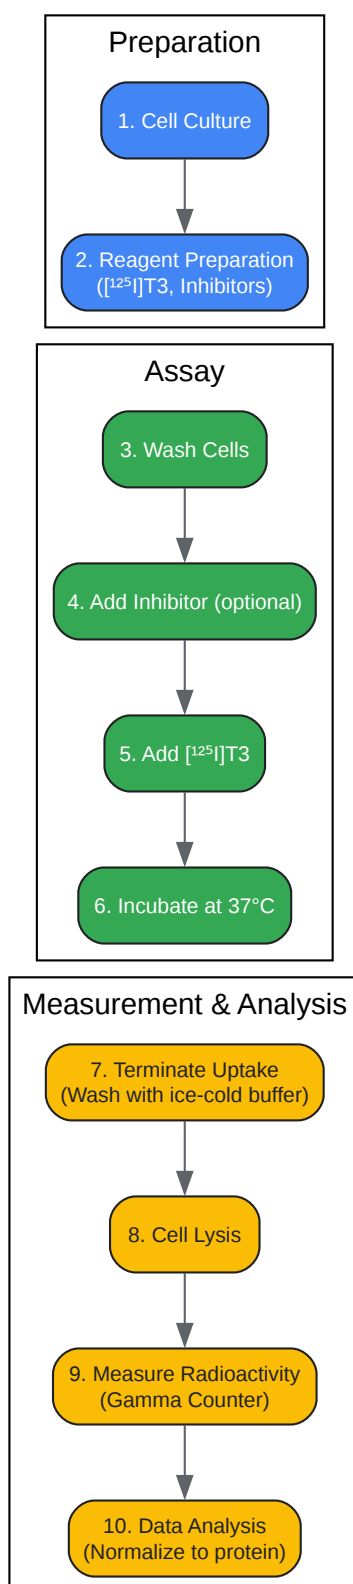 Preparation
1. Cell Culture
2. Reagent Preparation
([¹²⁵I]T3, Inhibitors)
Assay
3. Wash Cells
4. Add Inhibitor (optional)
5. Add [¹²⁵I]T3
6. Incubate at 37°C
Measurement & Analysis
7. Terminate Uptake
(Wash with ice-cold buffer)
8. Cell Lysis
9. Measure Radioactivity
(Gamma Counter)
10. Data Analysis
(Normalize to protein)